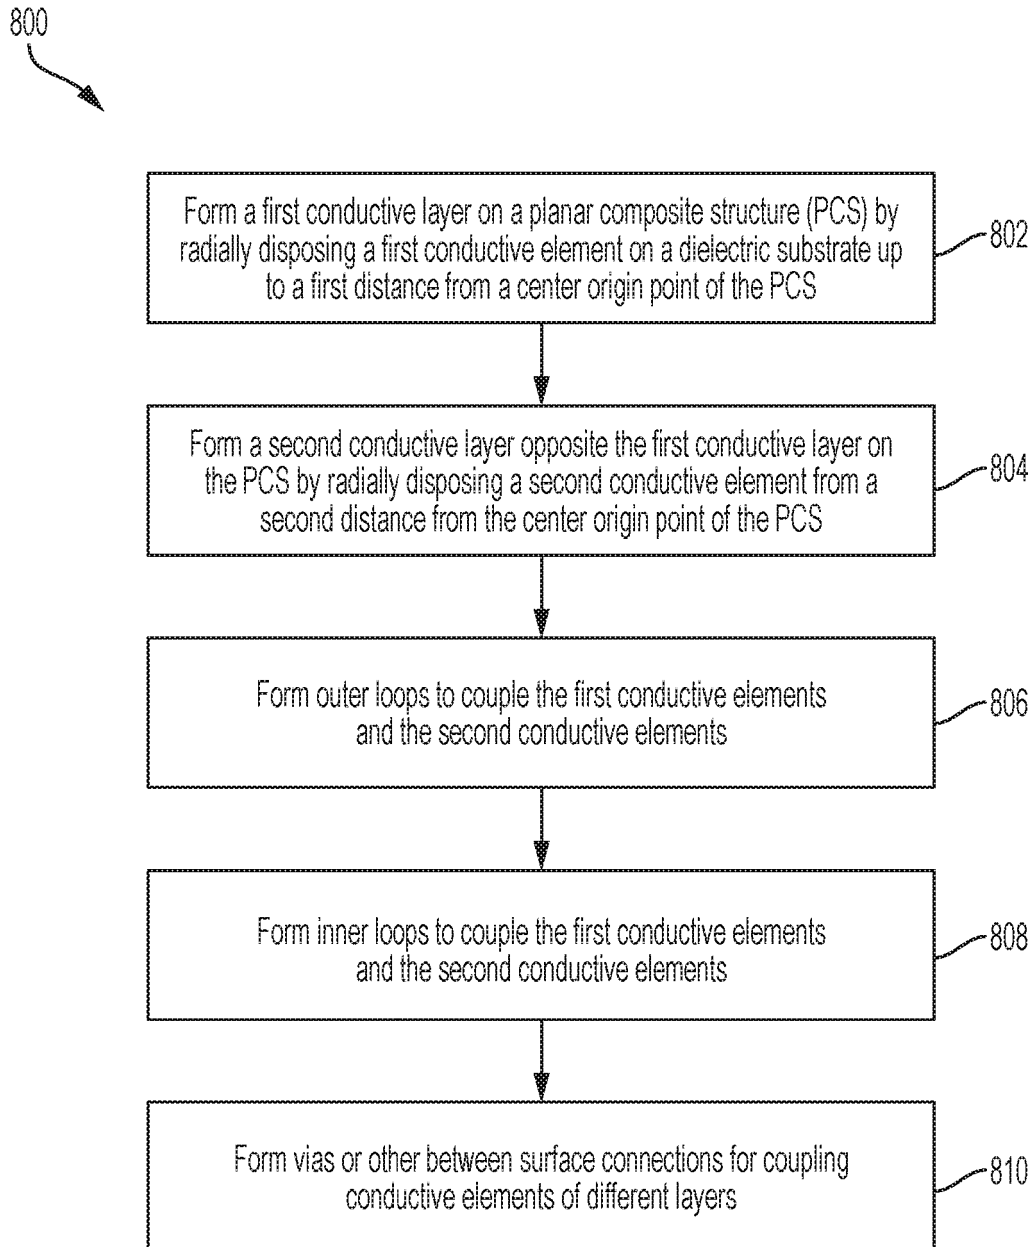 800
Form a first conductive layer on a planar composite structure (PCS) by
radially disposing a first conductive element on a dielectric substrate up
to a first distance from a center origin point of the PCS
802
Form a second conductive layer opposite the first conductive layer on
the PCS by radially disposing a second conductive element from a
second distance from the center origin point of the PCS
804
Form outer loops to couple the first conductive elements
and the second conductive elements
806
Form inner loops to couple the first conductive elements
and the second conductive elements
808
Form vias or other between surface connections for coupling
conductive elements of different layers
810